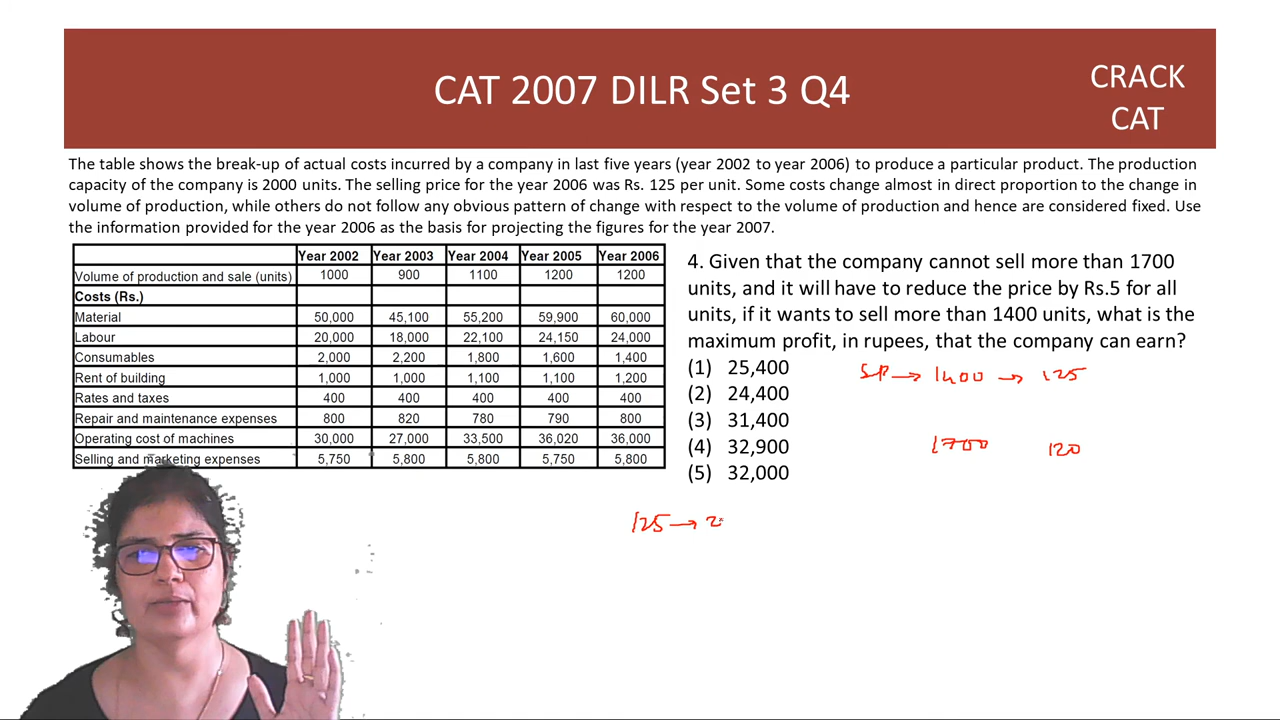 CAT 2007 DILR Set 3 Q4
CRACK
CAT
The table shows the break-up of actual costs incurred by a company in last five years (year 2002 to year 2006) to produce a particular product. The production
capacity of the company is 2000 units. The selling price for the year 2006 was Rs. 125 per unit. Some costs change almost in direct proportion to the change in
volume of production, while others do not follow any obvious pattern of change with respect to the volume of production and hence are considered fixed. Use
the information provided for the year 2006 as the basis for projecting the figures for the year 2007.
Year 2002 Year 2003 Year 2004 Year 2005 Year 2006
Volume of production and sale (units) 1000 900 1100 1200 1200
Costs (Rs.)
Material 50,000 45,100 55,200 59,900 60,000
Labour 20,000 18,000 22,100 24,150 24,000
Consumables 2,000 2,200 1,800 1,600 1,400
Rent of building 1,000 1,000 1,100 1,100 1,200
Rates and taxes 400 400 400 400 400
Repair and maintenance expenses 800 820 780 790 800
Operating cost of machines 30,000 27,000 33,500 36,020 36,000
Selling and marketing expenses 5,750 5,800 5,800 5,750 5,800
4. Given that the company cannot sell more than 1700
units, and it will have to reduce the price by Rs.5 for all
units, if it wants to sell more than 1400 units, what is the
maximum profit, in rupees, that the company can earn?
(1) 25,400
(2) 24,400
(3) 31,400
(4) 32,900
(5) 32,000
SP → 1400 → 125
1700 120
125 →